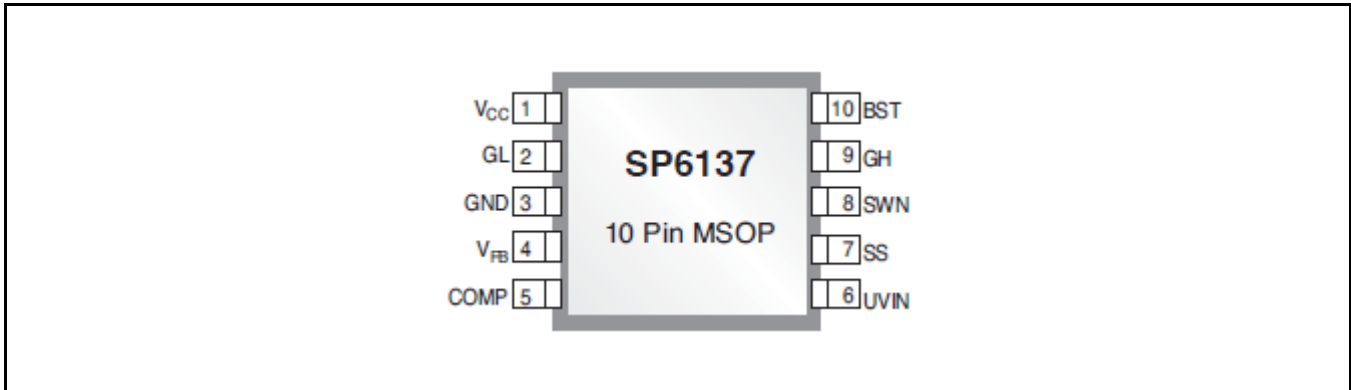 VCC 1
GL 2
GND 3
VFB 4
COMP 5
SP6137
10 Pin MSOP
10 BST
9 GH
8 SWN
7 SS
6 UVIN